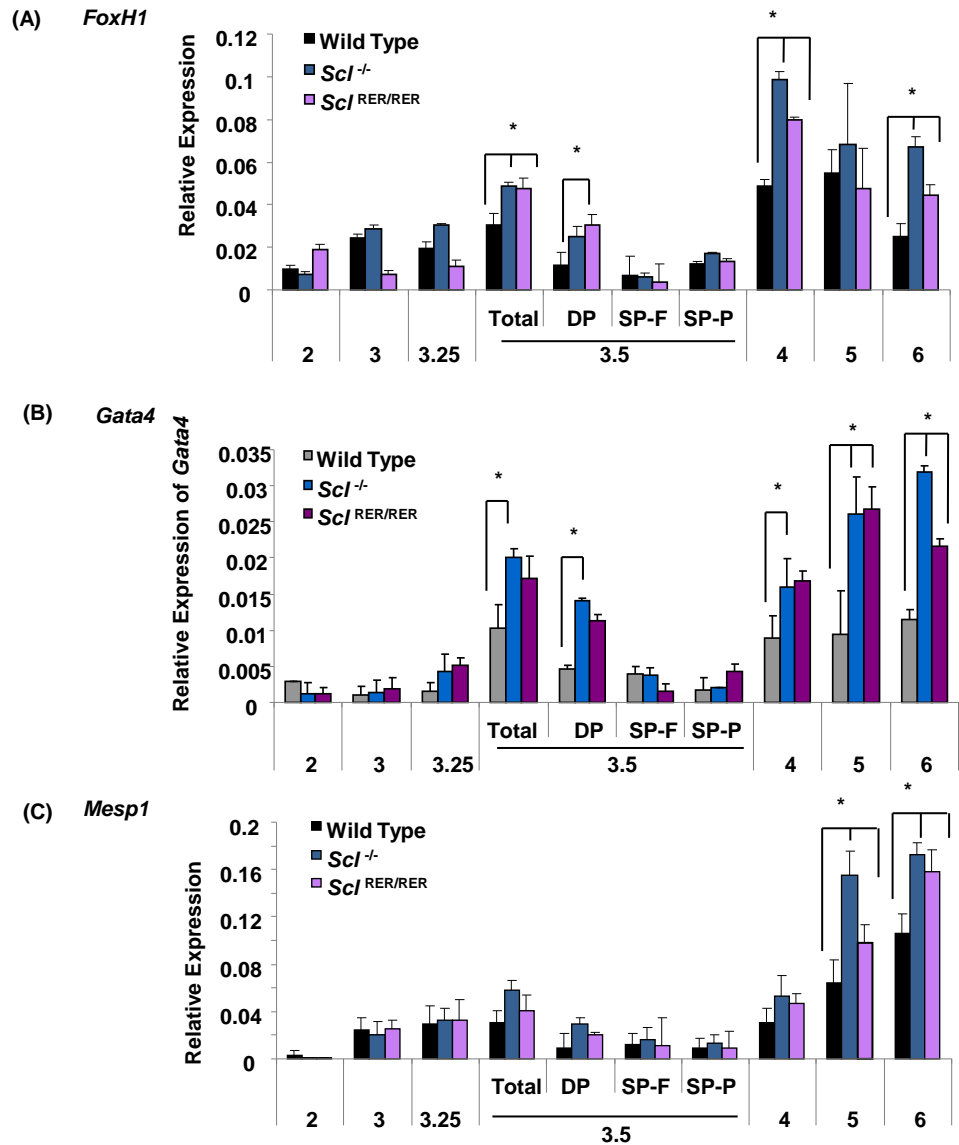 (A) FoxH1
Relative Expression
0.12
0.1
0.08
0.06
0.04
0.02
0
Wild Type
Scl -/-
Scl RER/RER
* * * *
Total DP SP-F SP-P
2 3 3.25 3.5 4 5 6
(B) Gata4
Relative Expression of Gata4
0.035
0.03
0.025
0.02
0.015
0.01
0.005
0
Wild Type
Scl -/-
Scl RER/RER
* * * * *
Total DP SP-F SP-P
2 3 3.25 3.5 4 5 6
(C) Mesp1
Relative Expression
0.2
0.16
0.12
0.08
0.04
0
Wild Type
Scl -/-
Scl RER/RER
* *
Total DP SP-F SP-P
2 3 3.25 3.5 4 5 6